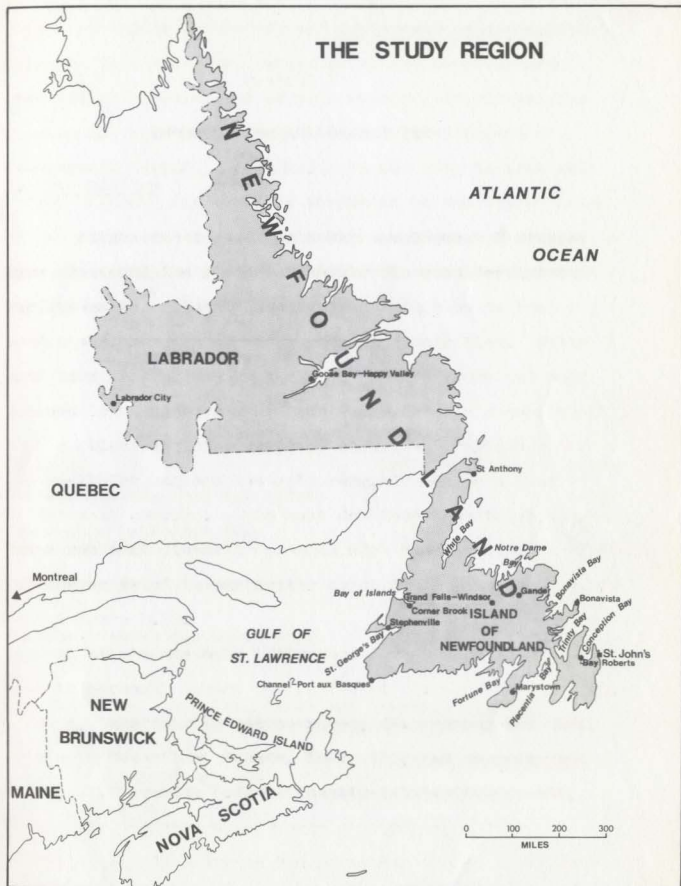 THE STUDY REGION
NEWFOUNDLAND
ATLANTIC
OCEAN
LABRADOR
Goose Bay–Happy Valley
Labrador City
QUEBEC
St Anthony
White Bay
Notre Dame
Bay
Montreal
Bay of Islands
Grand Falls–Windsor
Gander
Bonavista Bay
Bonavista
Corner Brook
Stephenville
ISLAND
OF
NEWFOUNDLAND
Trinity Bay
Conception Bay
St. John's
Bay Roberts
GULF OF
ST. LAWRENCE
St. George's Bay
Channel–Port aux Basques
Fortune Bay
Marystown
Placentia Bay
NEW
BRUNSWICK
PRINCE EDWARD ISLAND
MAINE
NOVA SCOTIA
0 100 200 300
MILES